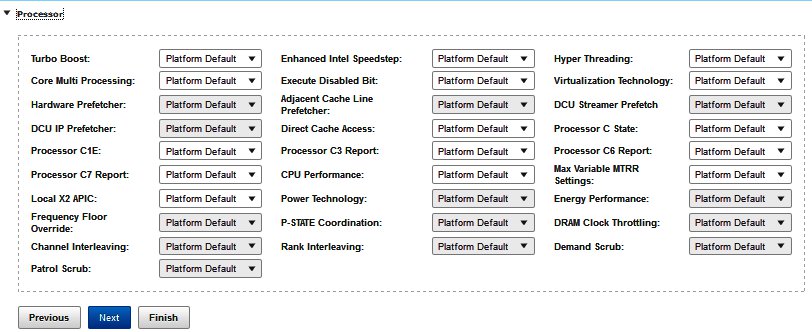 Processor
Turbo Boost: Platform Default Enhanced Intel Speedstep: Platform Default Hyper Threading: Platform Default
Core Multi Processing: Platform Default Execute Disabled Bit: Platform Default Virtualization Technology: Platform Default
Hardware Prefetcher: Platform Default Adjacent Cache Line Prefetcher: Platform Default DCU Streamer Prefetch Platform Default
DCU IP Prefetcher: Platform Default Direct Cache Access: Platform Default Processor C State: Platform Default
Processor C1E: Platform Default Processor C3 Report: Platform Default Processor C6 Report: Platform Default
Processor C7 Report: Platform Default CPU Performance: Platform Default Max Variable MTRR Settings: Platform Default
Local X2 APIC: Platform Default Power Technology: Platform Default Energy Performance: Platform Default
Frequency Floor Override: Platform Default P-STATE Coordination: Platform Default DRAM Clock Throttling: Platform Default
Channel Interleaving: Platform Default Rank Interleaving: Platform Default Demand Scrub: Platform Default
Patrol Scrub: Platform Default
Previous Next Finish